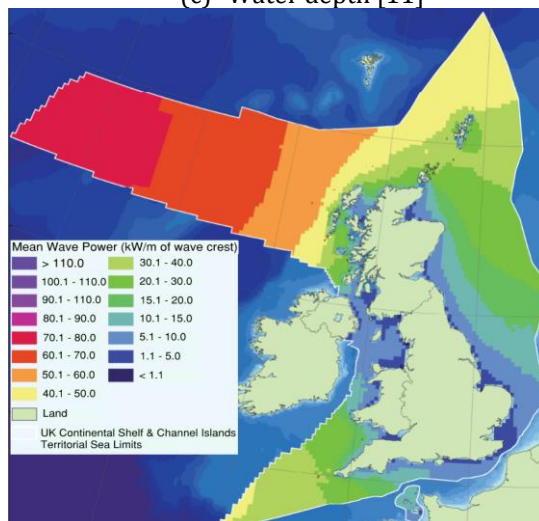 (c) Water depth [11]
Mean Wave Power (kW/m of wave crest)
> 110.0
100.1 - 110.0
90.1 - 110.0
80.1 - 90.0
70.1 - 80.0
60.1 - 70.0
50.1 - 60.0
40.1 - 50.0
30.1 - 40.0
20.1 - 30.0
15.1 - 20.0
10.1 - 15.0
5.1 - 10.0
1.1 - 5.0
< 1.1
Land
UK Continental Shelf & Channel Islands
Territorial Sea Limits